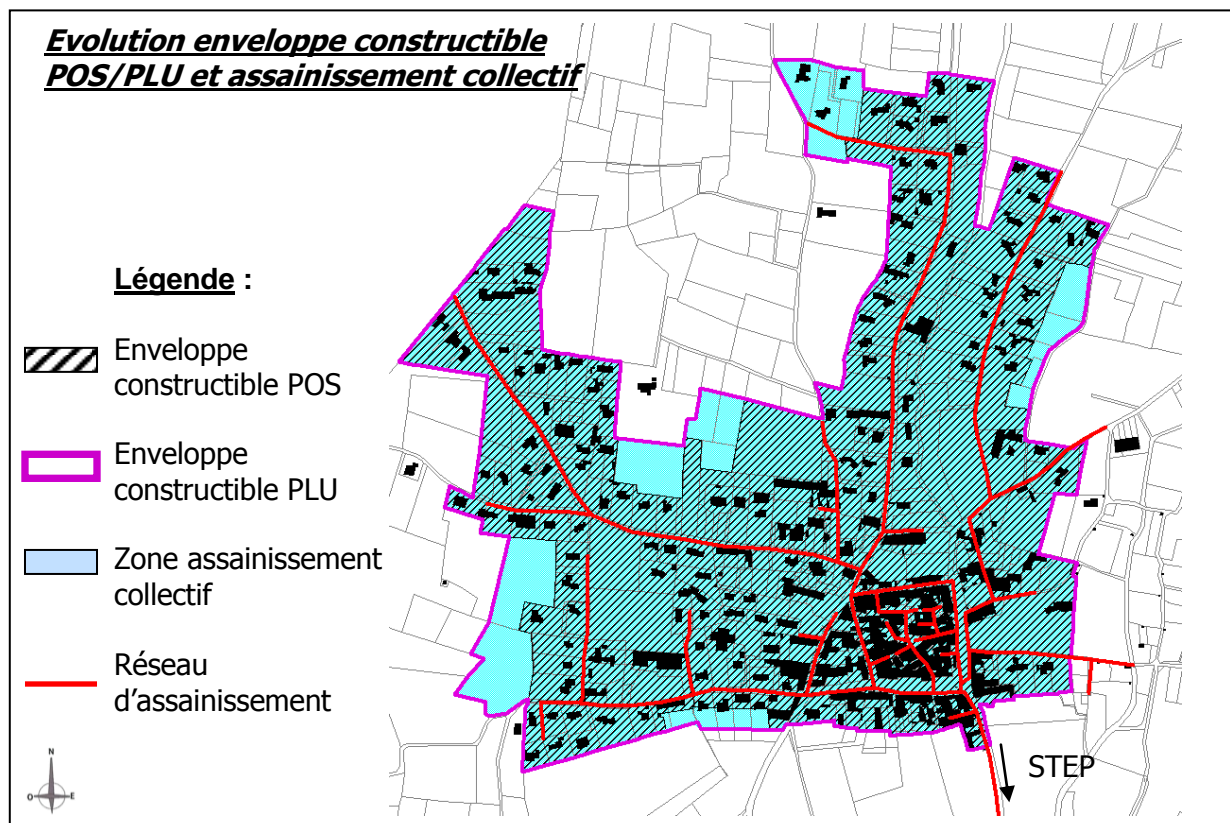 Evolution enveloppe constructible
POS/PLU et assainissement collectif
Légende :
Enveloppe
constructible POS
Enveloppe
constructible PLU
Zone assainissement
collectif
Réseau
d’assainissement
N
O
E
STEP